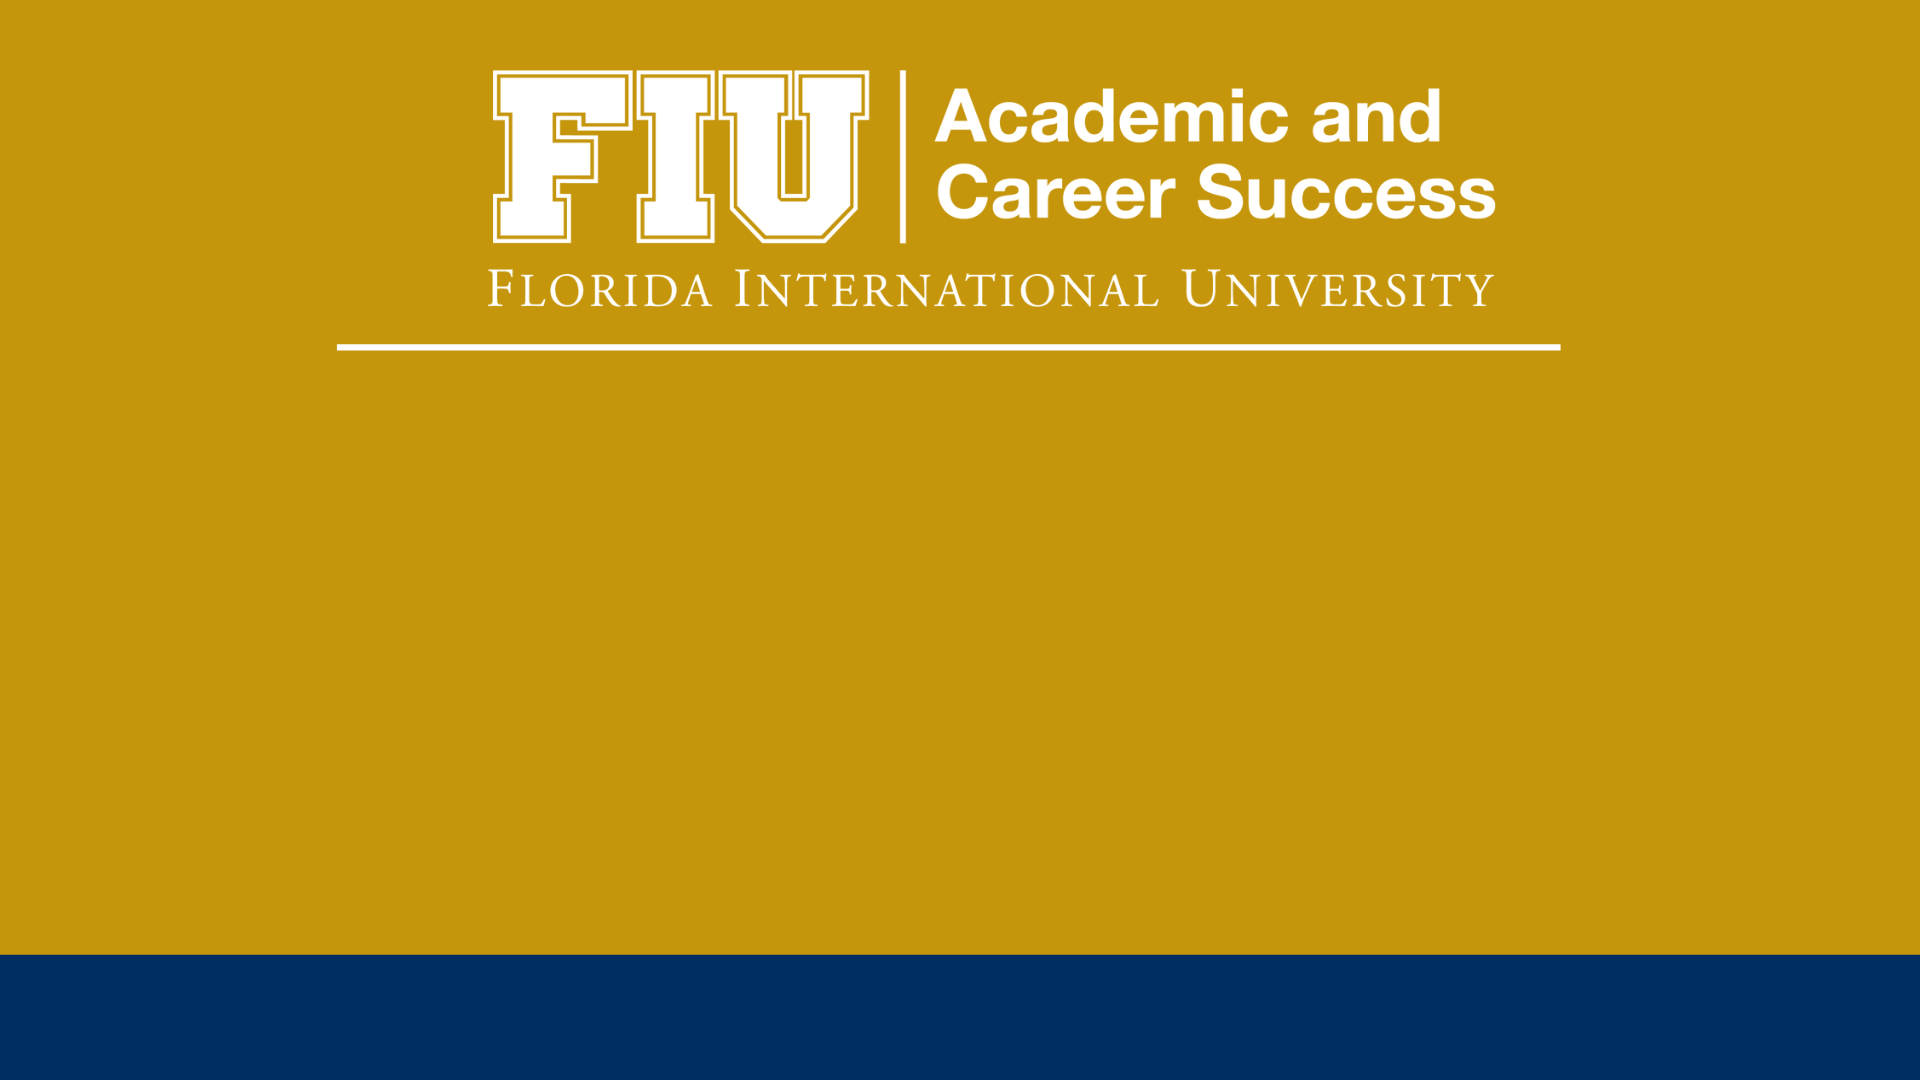 FIU
Academic and
Career Success
FLORIDA INTERNATIONAL UNIVERSITY